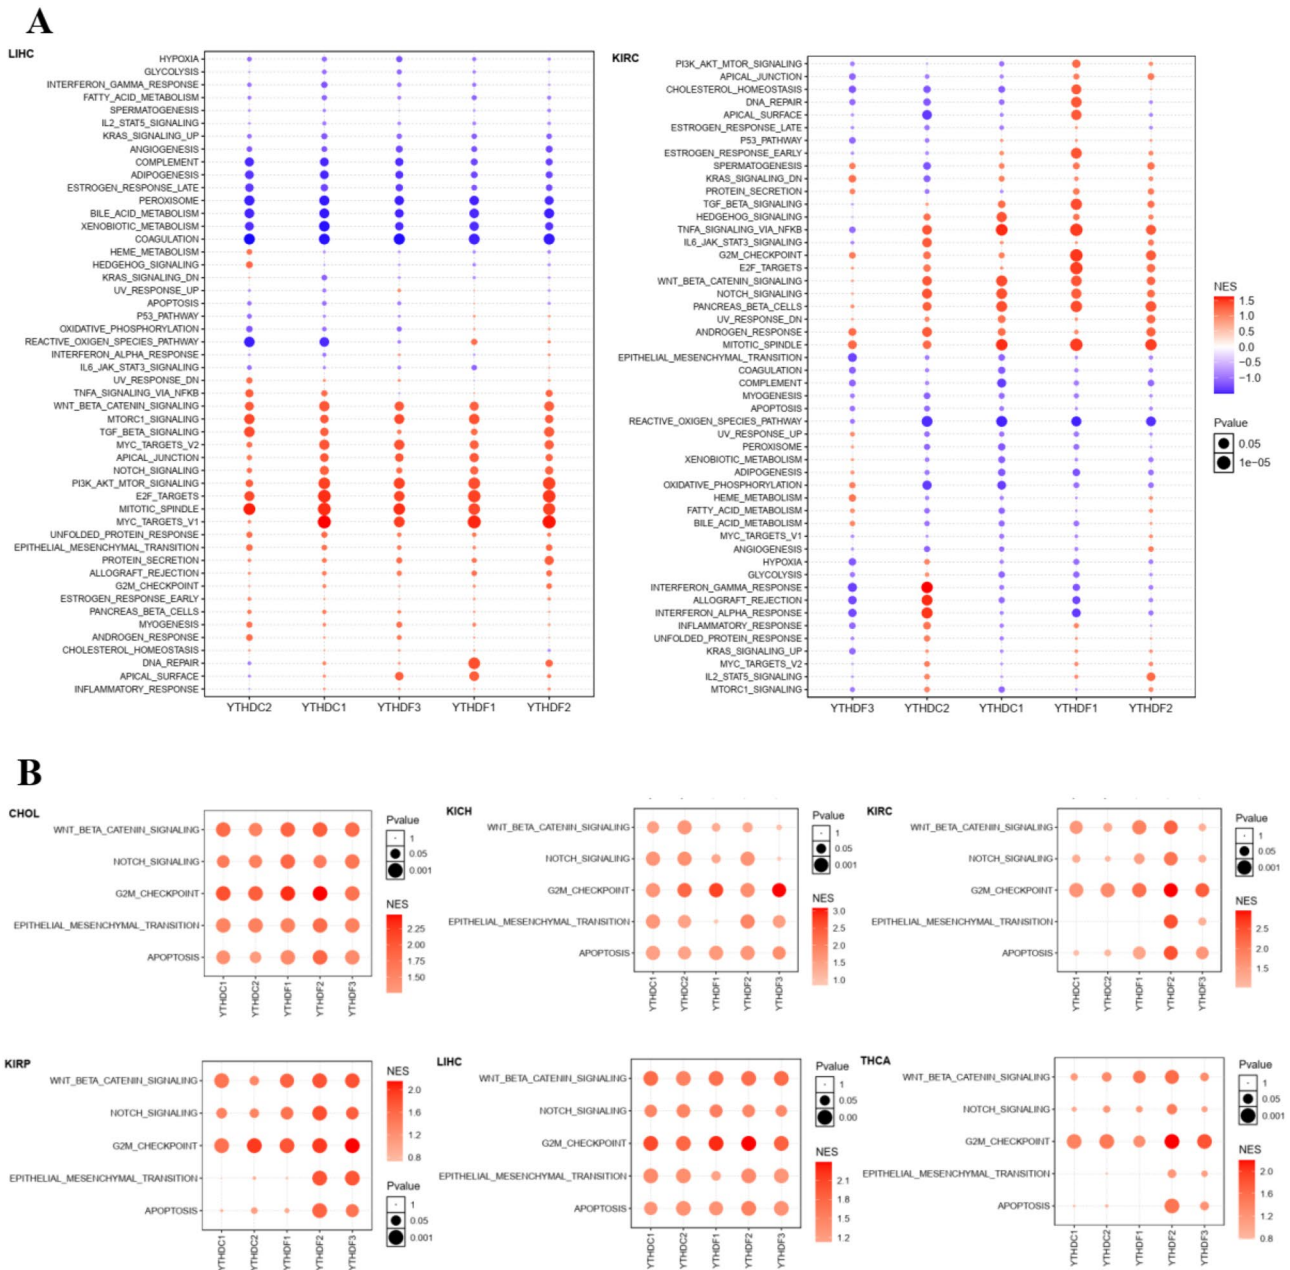 A
LIHC
HYPOXIA
GLYCOLYSIS
INTERFERON_GAMMA_RESPONSE
FATTY_ACID_METABOLISM
SPERMATOGENESIS
IL2_STAT5_SIGNALING
KRAS_SIGNALING_UP
ANGIOGENESIS
COMPLEMENT
ADIPOGENESIS
ESTROGEN_RESPONSE_LATE
PEROXISOME
BILE_ACID_METABOLISM
XENOBIOTIC_METABOLISM
COAGULATION
HEME_METABOLISM
HEDGEHOG_SIGNALING
KRAS_SIGNALING_DN
UV_RESPONSE_UP
APOPTOSIS
P53_PATHWAY
OXIDATIVE_PHOSPHORYLATION
REACTIVE_OXIGEN_SPECIES_PATHWAY
INTERFERON_ALPHA_RESPONSE
IL6_JAK_STAT3_SIGNALING
UV_RESPONSE_DN
TNFA_SIGNALING_VIA_NFKB
WNT_BETA_CATENIN_SIGNALING
MTORC1_SIGNALING
TGF_BETA_SIGNALING
MYC_TARGETS_V2
APICAL_JUNCTION
NOTCH_SIGNALING
PI3K_AKT_MTOR_SIGNALING
E2F_TARGETS
MITOTIC_SPINDLE
MYC_TARGETS_V1
UNFOLDED_PROTEIN_RESPONSE
EPITHELIAL_MESENCHYMAL_TRANSITION
PROTEIN_SECRETION
ALLOGRAFT_REJECTION
G2M_CHECKPOINT
ESTROGEN_RESPONSE_EARLY
PANCREAS_BETA_CELLS
MYOGENESIS
ANDROGEN_RESPONSE
CHOLESTEROL_HOMEOSTASIS
DNA_REPAIR
APICAL_SURFACE
INFLAMMATORY_RESPONSE
YTHDC2 YTHDC1 YTHDF3 YTHDF1 YTHDF2
KIRC
PI3K_AKT_MTOR_SIGNALING
APICAL_JUNCTION
CHOLESTEROL_HOMEOSTASIS
DNA_REPAIR
APICAL_SURFACE
ESTROGEN_RESPONSE_LATE
P53_PATHWAY
ESTROGEN_RESPONSE_EARLY
SPERMATOGENESIS
KRAS_SIGNALING_DN
PROTEIN_SECRETION
TGF_BETA_SIGNALING
HEDGEHOG_SIGNALING
TNFA_SIGNALING_VIA_NFKB
IL6_JAK_STAT3_SIGNALING
G2M_CHECKPOINT
E2F_TARGETS
WNT_BETA_CATENIN_SIGNALING
NOTCH_SIGNALING
PANCREAS_BETA_CELLS
UV_RESPONSE_DN
ANDROGEN_RESPONSE
MITOTIC_SPINDLE
EPITHELIAL_MESENCHYMAL_TRANSITION
COAGULATION
COMPLEMENT
MYOGENESIS
APOPTOSIS
REACTIVE_OXIGEN_SPECIES_PATHWAY
UV_RESPONSE_UP
PEROXISOME
XENOBIOTIC_METABOLISM
ADIPOGENESIS
OXIDATIVE_PHOSPHORYLATION
HEME_METABOLISM
FATTY_ACID_METABOLISM
BILE_ACID_METABOLISM
MYC_TARGETS_V1
ANGIOGENESIS
HYPOXIA
GLYCOLYSIS
INTERFERON_GAMMA_RESPONSE
ALLOGRAFT_REJECTION
INTERFERON_ALPHA_RESPONSE
INFLAMMATORY_RESPONSE
UNFOLDED_PROTEIN_RESPONSE
KRAS_SIGNALING_UP
MYC_TARGETS_V2
IL2_STAT5_SIGNALING
MTORC1_SIGNALING
YTHDF3 YTHDC2 YTHDC1 YTHDF1 YTHDF2
NES
1.5
1.0
0.5
0.0
−0.5
−1.0
Pvalue
0.05
1e−05
B
CHOL
WNT_BETA_CATENIN_SIGNALING
NOTCH_SIGNALING
G2M_CHECKPOINT
EPITHELIAL_MESENCHYMAL_TRANSITION
APOPTOSIS
YTHDC1 YTHDC2 YTHDF1 YTHDF2 YTHDF3
Pvalue
1
0.05
0.001
NES
2.25
2.00
1.75
1.50
KICH
WNT_BETA_CATENIN_SIGNALING
NOTCH_SIGNALING
G2M_CHECKPOINT
EPITHELIAL_MESENCHYMAL_TRANSITION
APOPTOSIS
YTHDC1 YTHDC2 YTHDF1 YTHDF2 YTHDF3
Pvalue
1
0.05
0.001
NES
3.0
2.5
2.0
1.5
1.0
KIRC
WNT_BETA_CATENIN_SIGNALING
NOTCH_SIGNALING
G2M_CHECKPOINT
EPITHELIAL_MESENCHYMAL_TRANSITION
APOPTOSIS
YTHDC1 YTHDC2 YTHDF1 YTHDF2 YTHDF3
Pvalue
1
0.05
0.001
NES
2.5
2.0
1.5
KIRP
WNT_BETA_CATENIN_SIGNALING
NOTCH_SIGNALING
G2M_CHECKPOINT
EPITHELIAL_MESENCHYMAL_TRANSITION
APOPTOSIS
YTHDC1 YTHDC2 YTHDF1 YTHDF2 YTHDF3
NES
2.0
1.6
1.2
0.8
Pvalue
1
0.05
0.001
LIHC
WNT_BETA_CATENIN_SIGNALING
NOTCH_SIGNALING
G2M_CHECKPOINT
EPITHELIAL_MESENCHYMAL_TRANSITION
APOPTOSIS
YTHDC1 YTHDC2 YTHDF1 YTHDF2 YTHDF3
Pvalue
1
0.05
0.00
NES
2.1
1.8
1.5
1.2
THCA
WNT_BETA_CATENIN_SIGNALING
NOTCH_SIGNALING
G2M_CHECKPOINT
EPITHELIAL_MESENCHYMAL_TRANSITION
APOPTOSIS
YTHDC1 YTHDC2 YTHDF1 YTHDF2 YTHDF3
Pvalue
1
0.05
0.001
NES
2.0
1.6
1.2
0.8